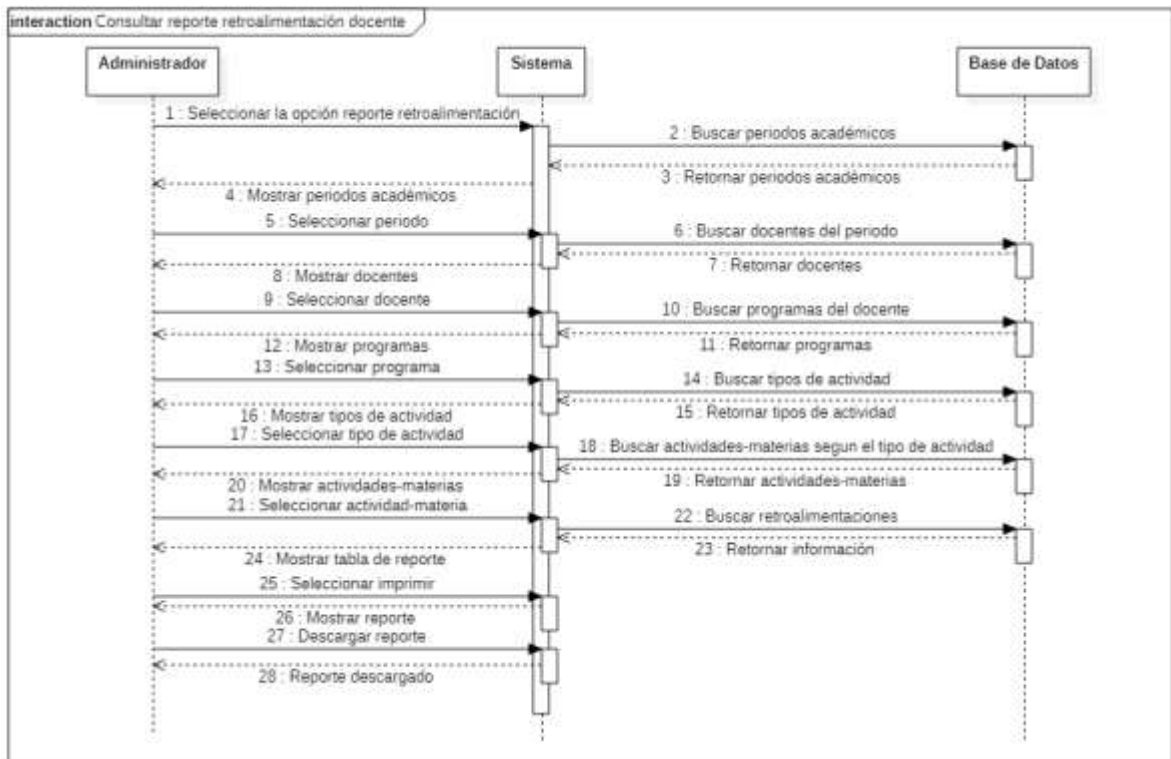 interaction Consultar reporte retroalimentación docente
Administrador
Sistema
Base de Datos
1 : Seleccionar la opción reporte retroalimentación
2 : Buscar periodos académicos
3 : Retornar periodos académicos
4 : Mostrar periodos académicos
5 : Seleccionar periodo
6 : Buscar docentes del periodo
7 : Retornar docentes
8 : Mostrar docentes
9 : Seleccionar docente
10 : Buscar programas del docente
11 : Retornar programas
12 : Mostrar programas
13 : Seleccionar programa
14 : Buscar tipos de actividad
15 : Retornar tipos de actividad
16 : Mostrar tipos de actividad
17 : Seleccionar tipo de actividad
18 : Buscar actividades-materias segun el tipo de actividad
19 : Retornar actividades-materias
20 : Mostrar actividades-materias
21 : Seleccionar actividad-materia
22 : Buscar retroalimentaciones
23 : Retornar información
24 : Mostrar tabla de reporte
25 : Seleccionar imprimir
26 : Mostrar reporte
27 : Descargar reporte
28 : Reporte descargado